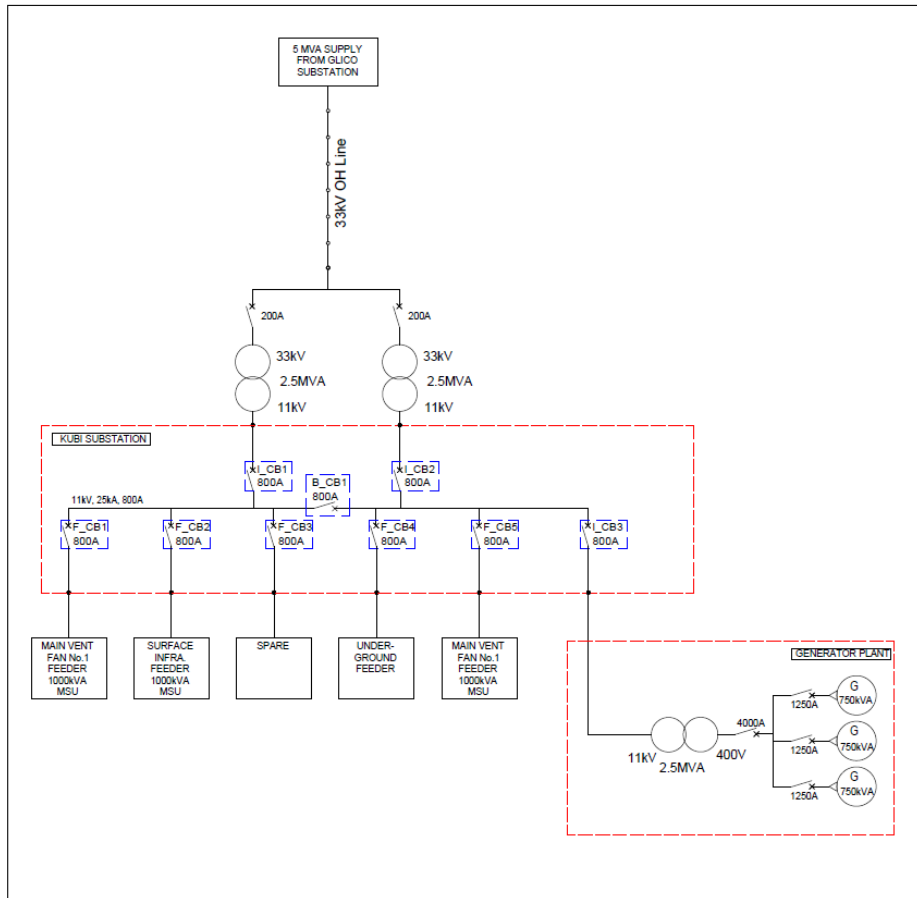 5 MVA SUPPLY
FROM GLICO
SUBSTATION
33kV OH Line
200A
200A
33kV
2.5MVA
11kV
33kV
2.5MVA
11kV
KUBI SUBSTATION
I_CB1
800A
I_CB2
800A
B_CB1
800A
11kV, 25kA, 800A
F_CB1
800A
F_CB2
800A
F_CB3
800A
F_CB4
800A
F_CB5
800A
I_CB3
800A
MAIN VENT
FAN No.1
FEEDER
1000kVA
MSU
SURFACE
INFRA.
FEEDER
1000kVA
MSU
SPARE
UNDER-
GROUND
FEEDER
MAIN VENT
FAN No.1
FEEDER
1000kVA
MSU
GENERATOR PLANT
11kV
2.5MVA
400V
4000A
1250A
G
750kVA
1250A
G
750kVA
1250A
G
750kVA